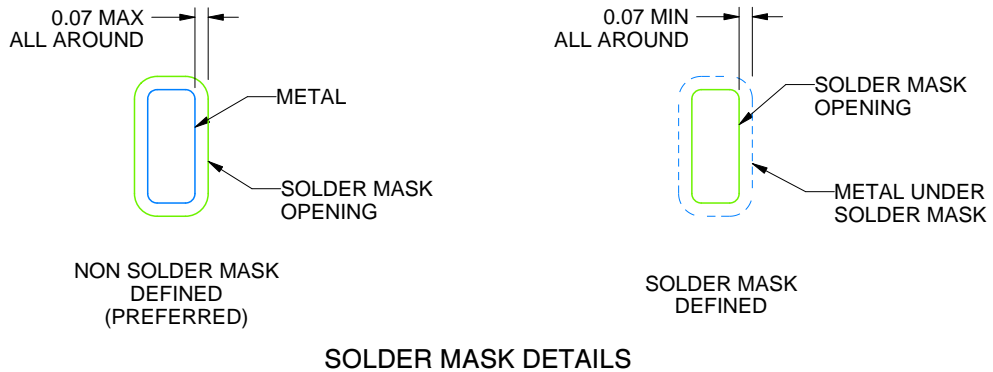 0.07 MAX
ALL AROUND
METAL
SOLDER MASK
OPENING
NON SOLDER MASK
DEFINED
(PREFERRED)
0.07 MIN
ALL AROUND
SOLDER MASK
OPENING
METAL UNDER
SOLDER MASK
SOLDER MASK
DEFINED
SOLDER MASK DETAILS